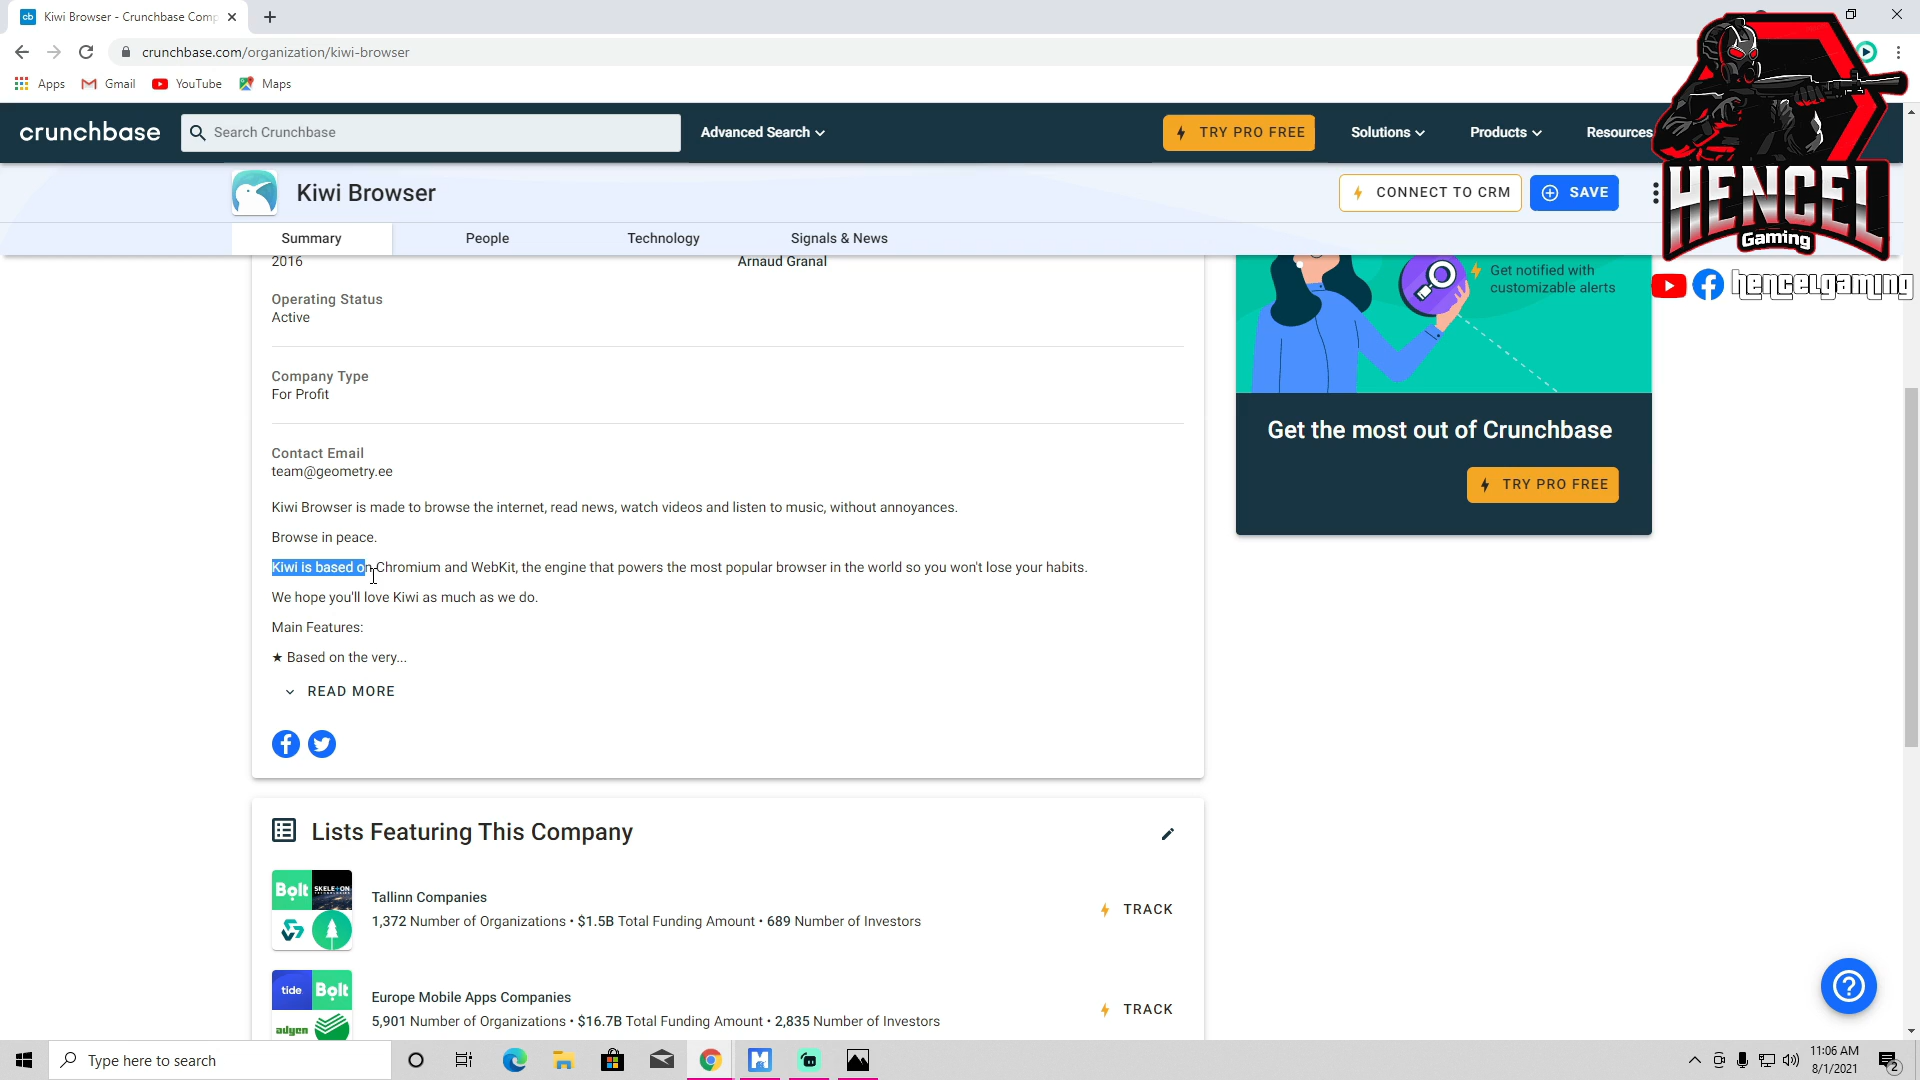 cb Kiwi Browser - Crunchbase Comp
crunchbase.com/organization/kiwi-browser
Apps Gmail YouTube Maps
crunchbase Search Crunchbase Advanced Search TRY PRO FREE Solutions Products Resources
Kiwi Browser CONNECT TO CRM SAVE
HENCEL
Gaming
hencelgaming
Summary People Technology Signals & News
2016 Arnaud Granal
Get notified with
customizable alerts
Operating Status
Active
Company Type
For Profit
Get the most out of Crunchbase
TRY PRO FREE
Contact Email
team@geometry.ee
Kiwi Browser is made to browse the internet, read news, watch videos and listen to music, without annoyances.
Browse in peace.
Kiwi is based on Chromium and WebKit, the engine that powers the most popular browser in the world so you won't lose your habits.
We hope you'll love Kiwi as much as we do.
Main Features:
★ Based on the very...
READ MORE
Lists Featuring This Company
Bolt SKELETON
TECHNOLOGIES
Tallinn Companies
1,372 Number of Organizations • $1.5B Total Funding Amount • 689 Number of Investors
TRACK
tide Bolt
adyen
Europe Mobile Apps Companies
5,901 Number of Organizations • $16.7B Total Funding Amount • 2,835 Number of Investors
TRACK
Type here to search
11:06 AM
8/1/2021
2